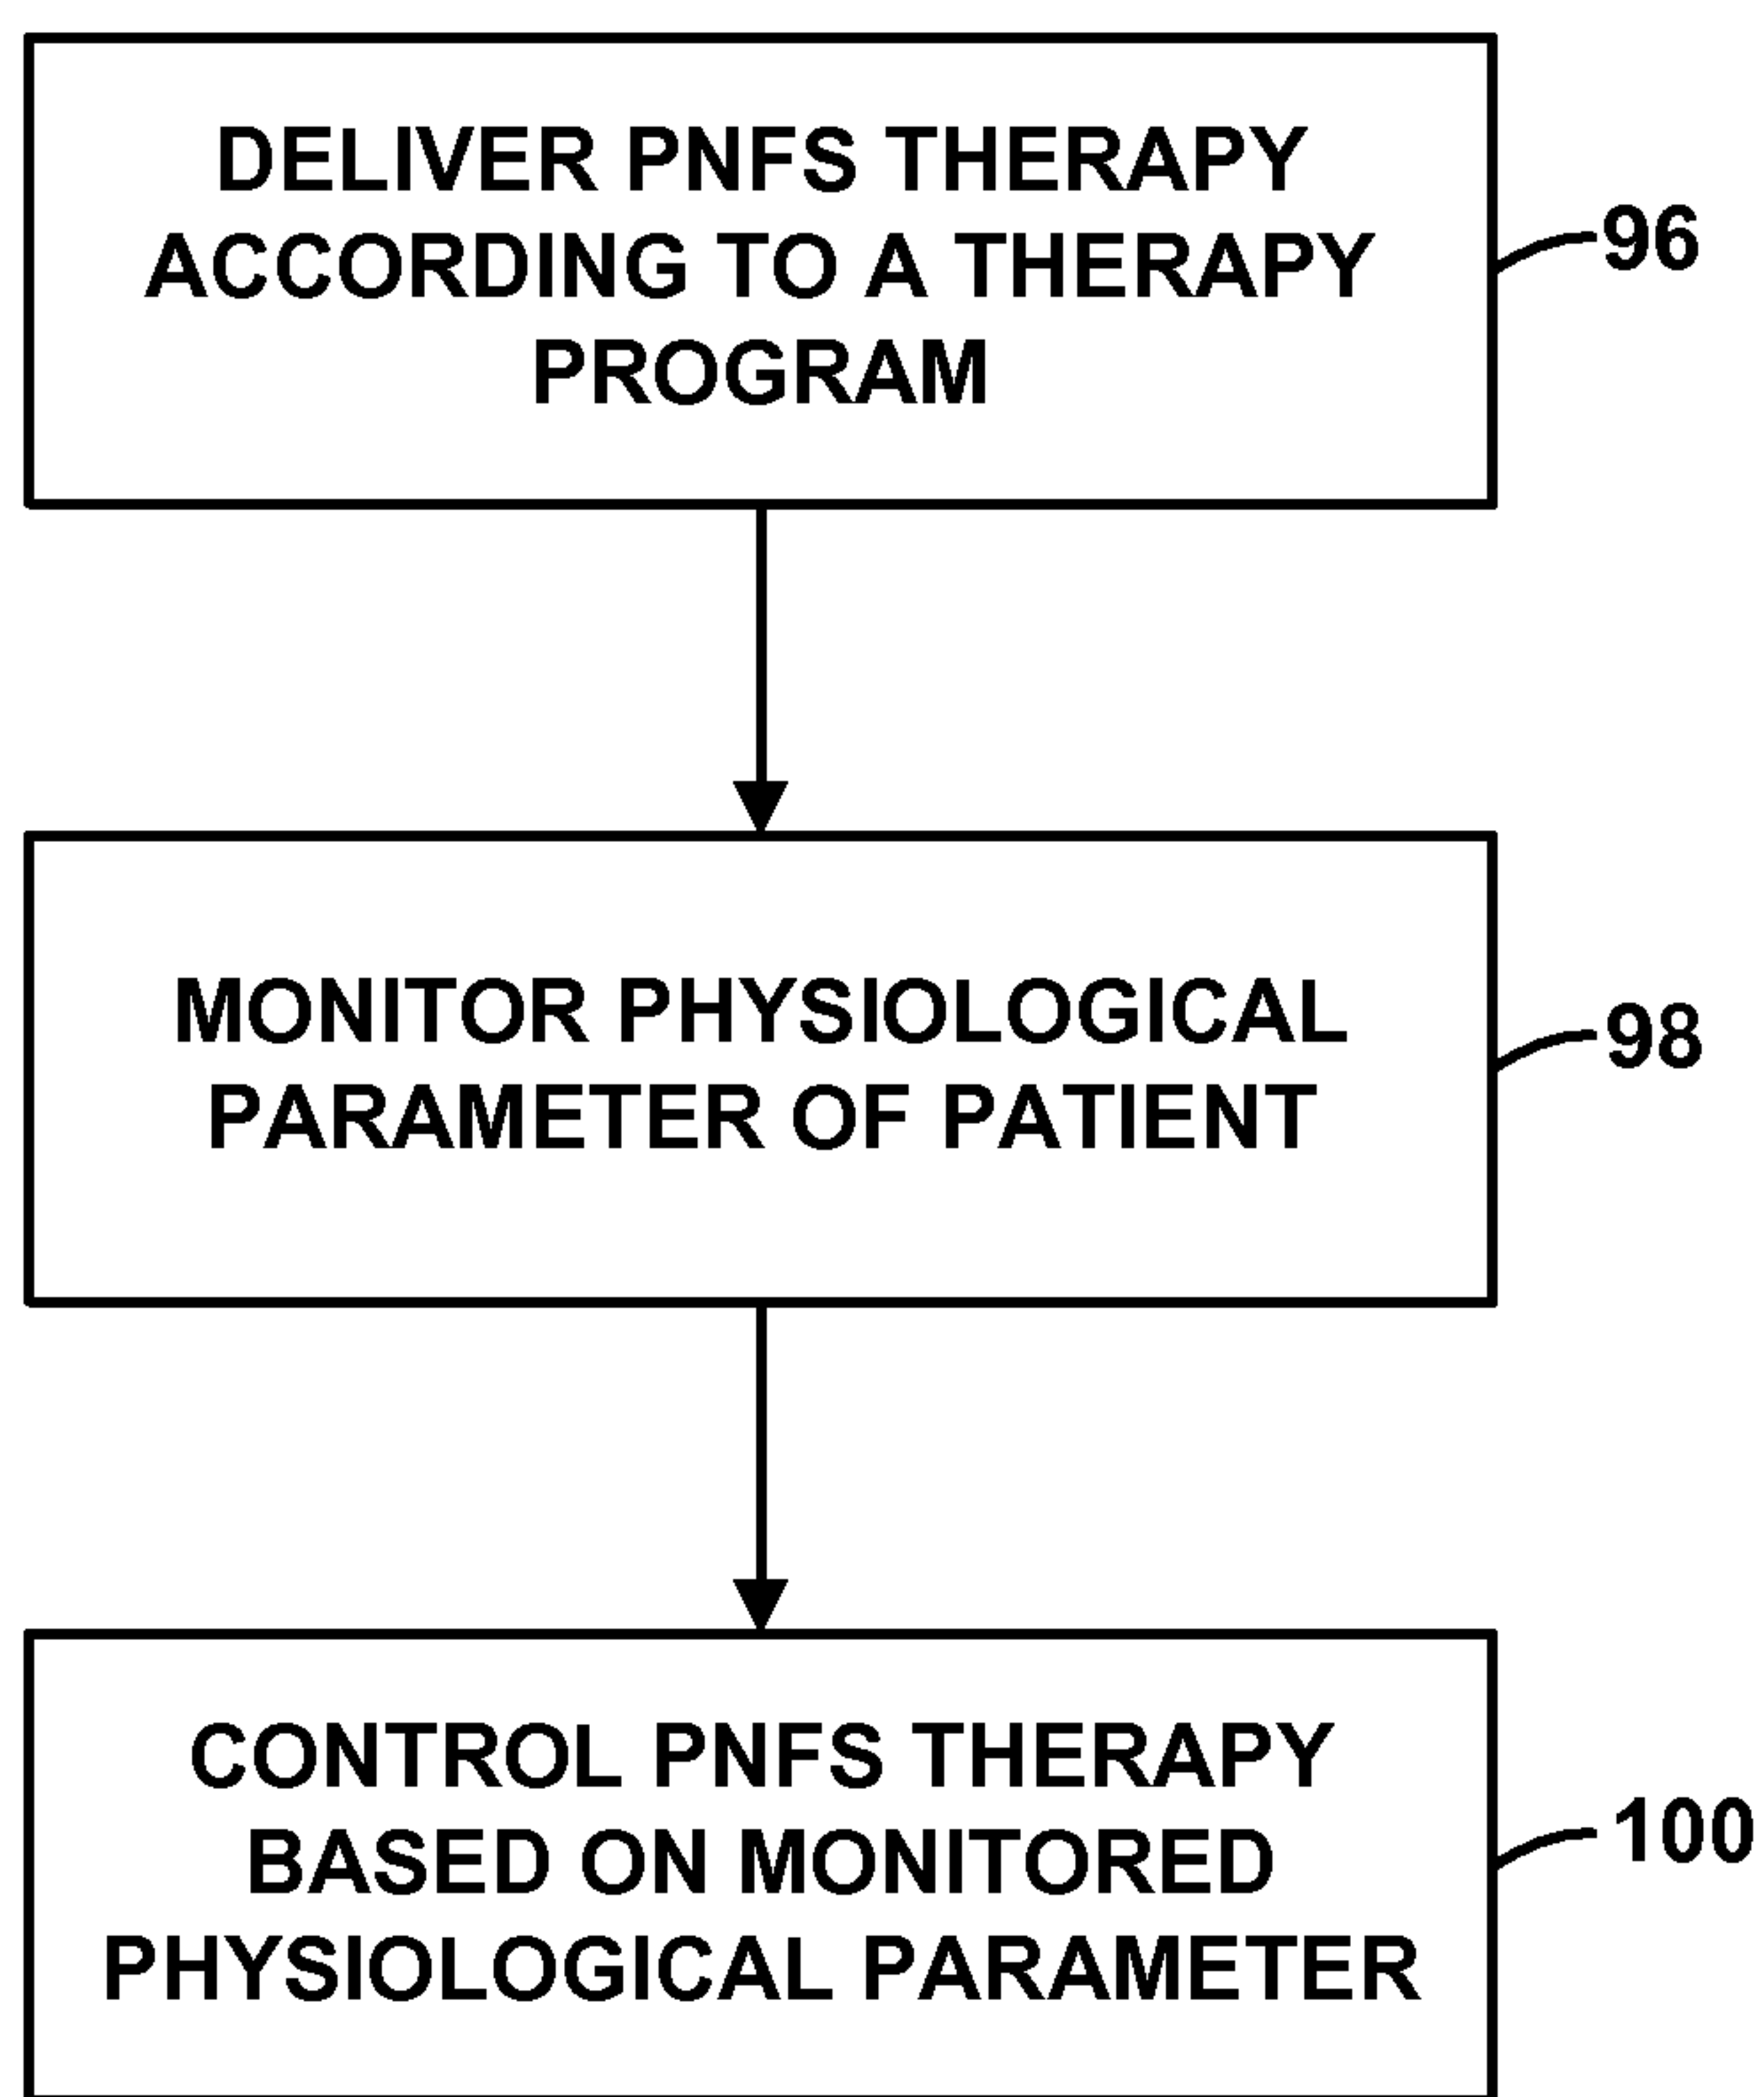 DELIVER PNFS THERAPY
ACCORDING TO A THERAPY
PROGRAM
96
MONITOR PHYSIOLOGICAL
PARAMETER OF PATIENT
98
CONTROL PNFS THERAPY
BASED ON MONITORED
PHYSIOLOGICAL PARAMETER
100